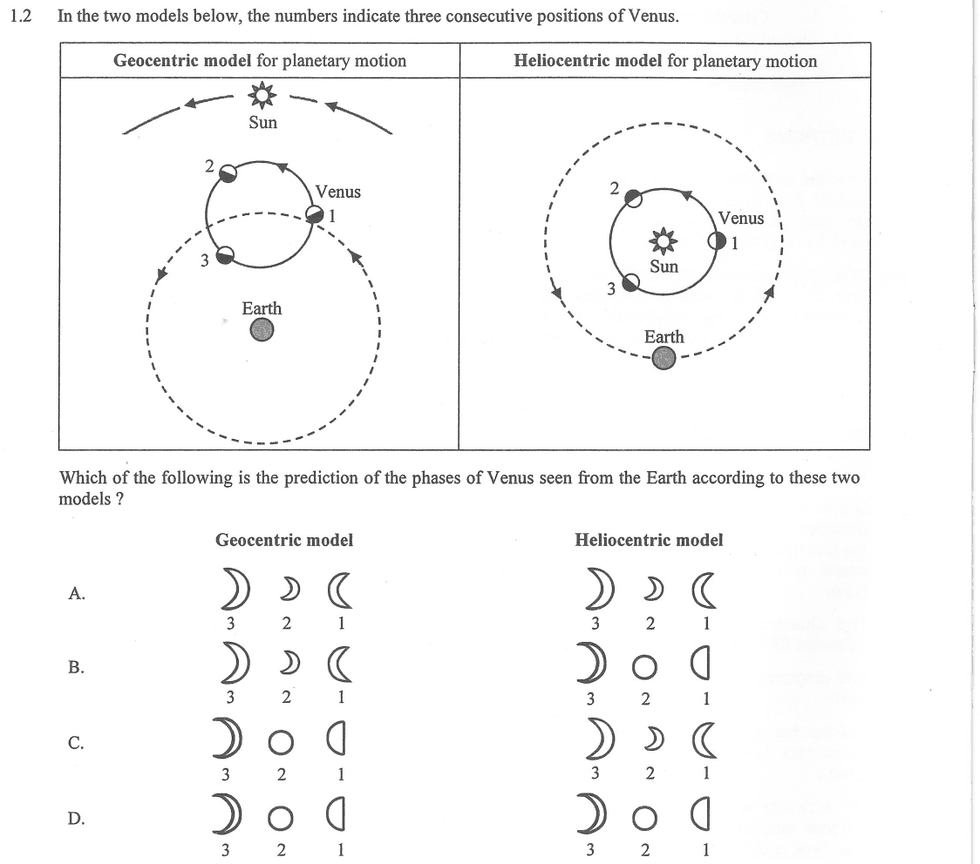 1.2 In the two models below, the numbers indicate three consecutive positions of Venus.
Geocentric model for planetary motion
Heliocentric model for planetary motion
Sun
2
Venus
1
3
Earth
2
Venus
1
Sun
3
Earth
Which of the following is the prediction of the phases of Venus seen from the Earth according to these two
models ?
Geocentric model Heliocentric model
A.
3 2 1 3 2 1
B.
3 2 1 3 2 1
C.
3 2 1 3 2 1
D.
3 2 1 3 2 1